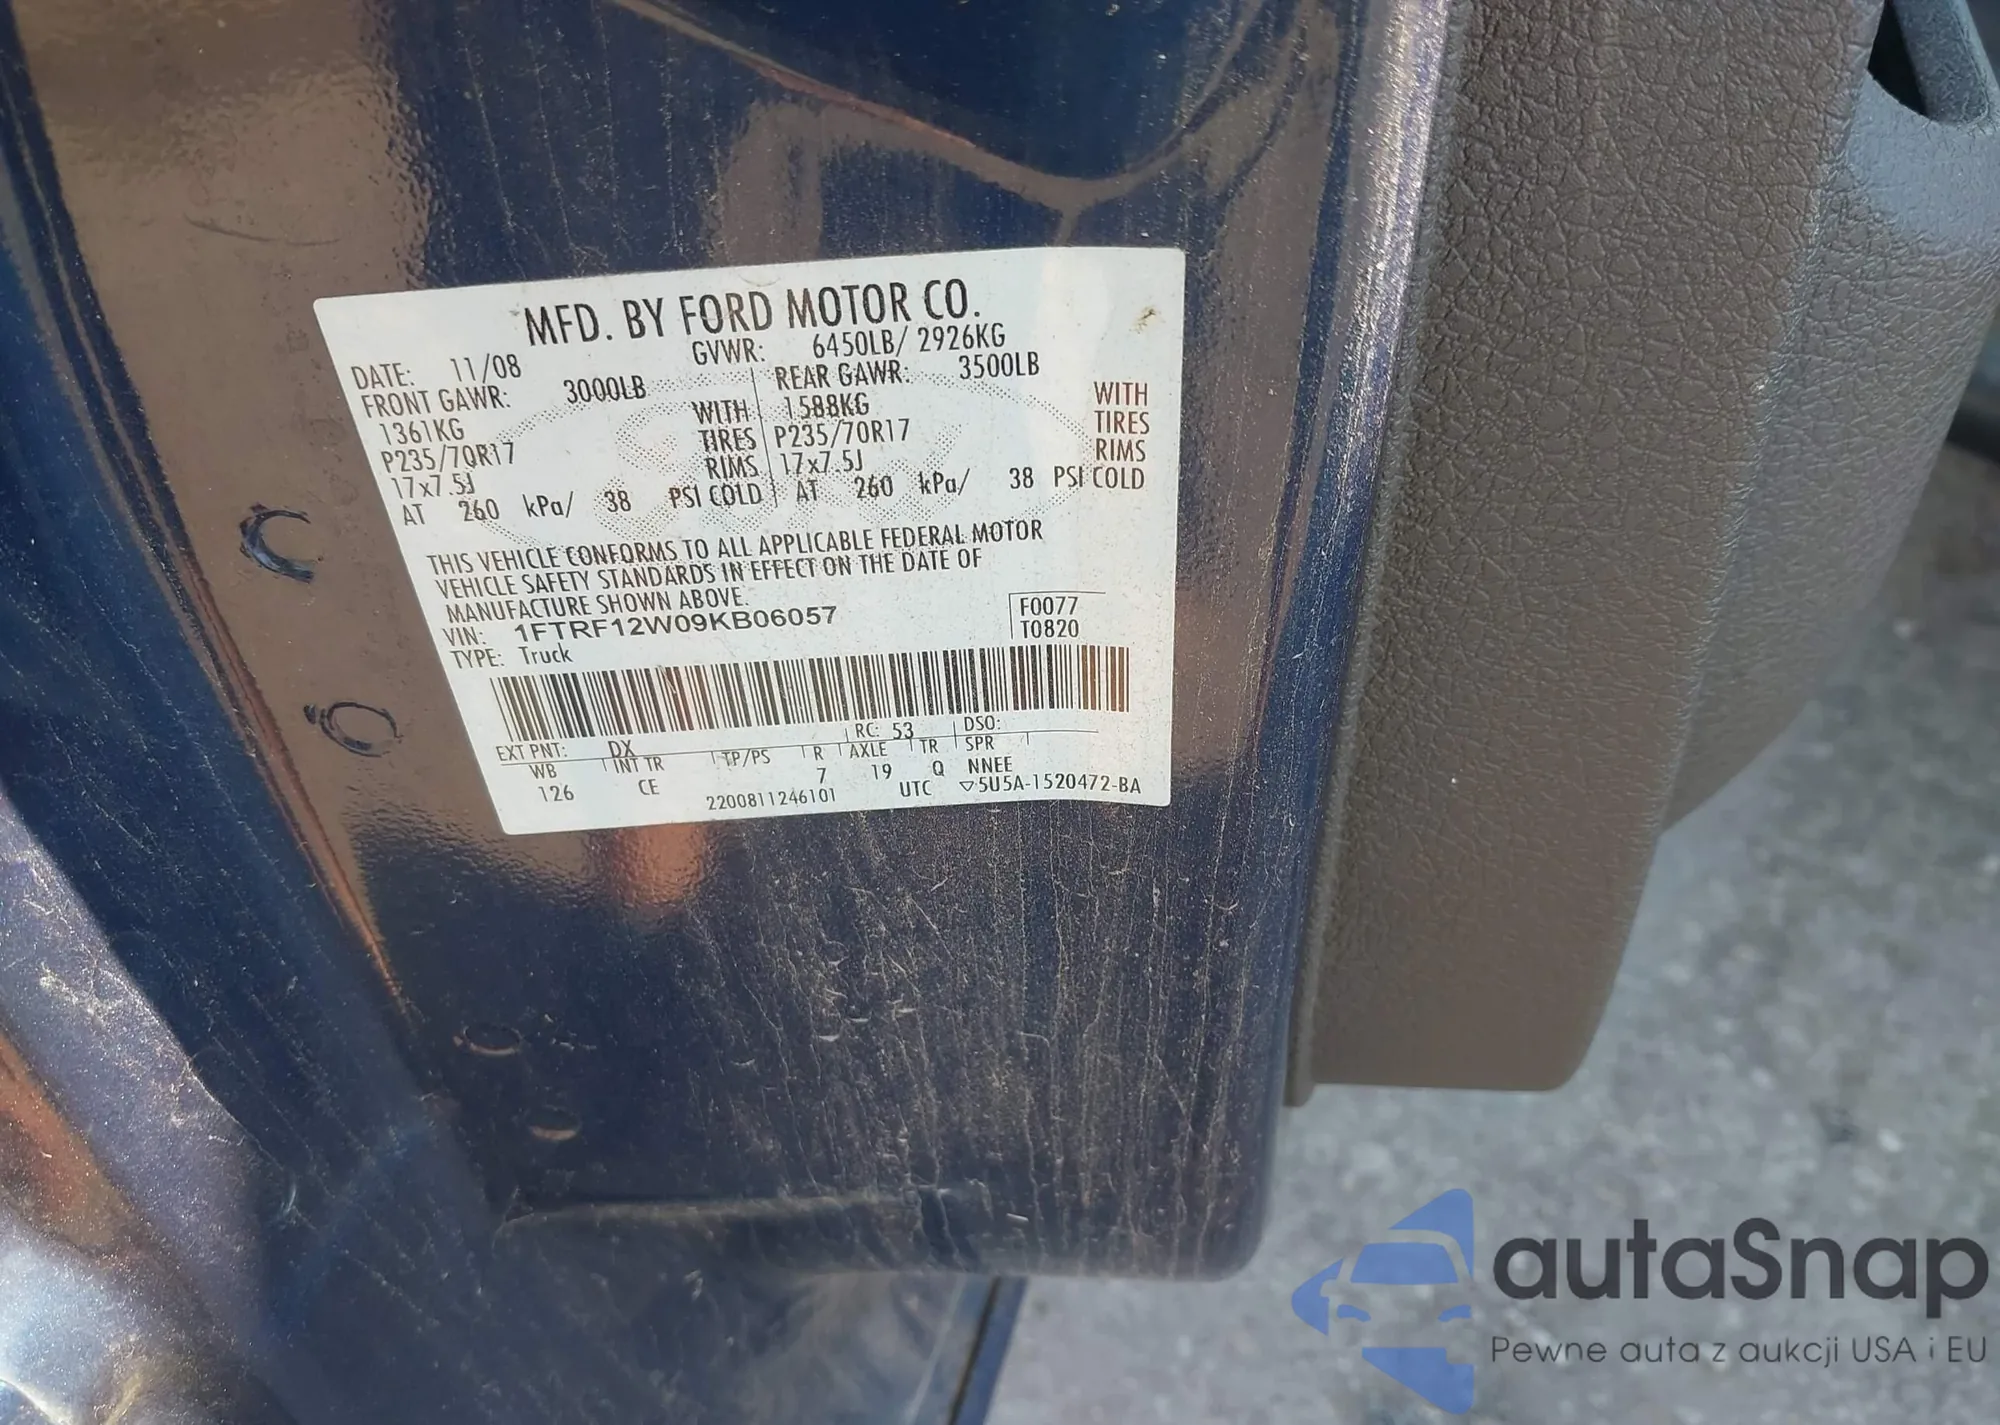 MFD. BY FORD MOTOR CO.
DATE: 11/08 GVWR: 6450LB/ 2926KG
FRONT GAWR: 3000LB REAR GAWR: 3500LB
1361KG WITH 1588KG WITH
P235/70R17 TIRES P235/70R17 TIRES
17x7.5J RIMS 17x7.5J RIMS
AT 260 kPa/ 38 PSI COLD AT 260 kPa/ 38 PSI COLD
THIS VEHICLE CONFORMS TO ALL APPLICABLE FEDERAL MOTOR
VEHICLE SAFETY STANDARDS IN EFFECT ON THE DATE OF
MANUFACTURE SHOWN ABOVE.
VIN: 1FTRF12W09KB06057 F0077
TYPE: Truck T0820
EXT PNT: DX RC: 53 DSO:
WB INT TR TP/PS R AXLE TR SPR
126 CE 7 19 Q NNEE
2200811246101 UTC ▽5U5A-1520472-BA
autaSnap
Pewne auta z aukcji USA i EU